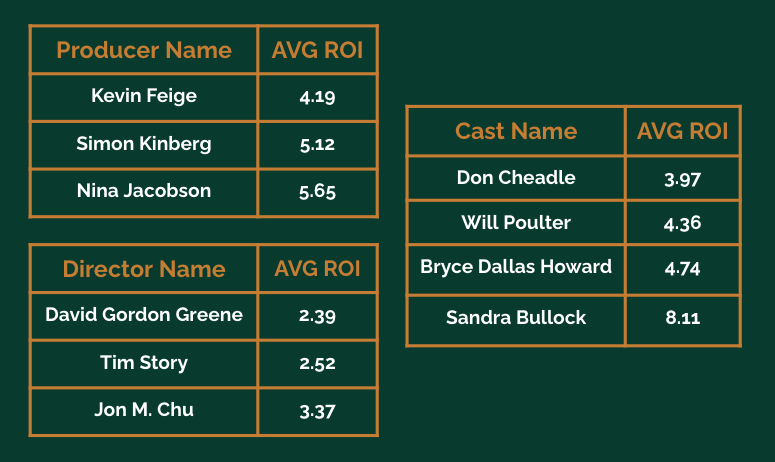 Producer Name AVG ROI
Kevin Feige 4.19
Simon Kinberg 5.12
Nina Jacobson 5.65
Director Name AVG ROI
David Gordon Greene 2.39
Tim Story 2.52
Jon M. Chu 3.37
Cast Name AVG ROI
Don Cheadle 3.97
Will Poulter 4.36
Bryce Dallas Howard 4.74
Sandra Bullock 8.11